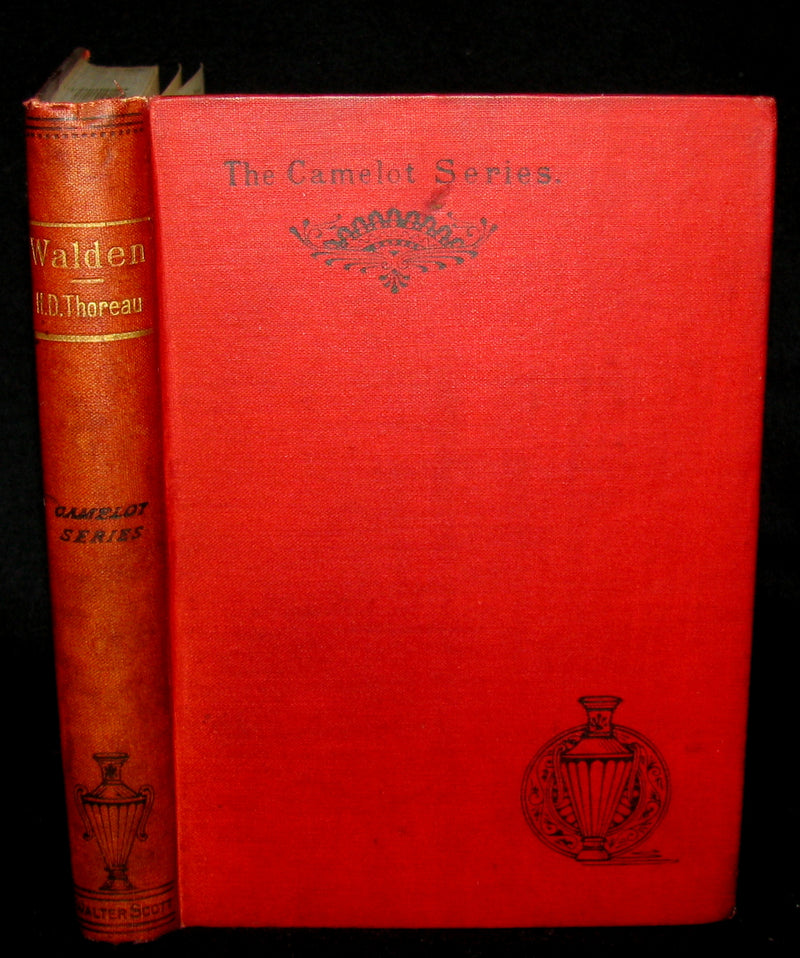 Walden
H.D. Thoreau
CAMELOT
SERIES
WALTER SCOTT
The Camelot Series.